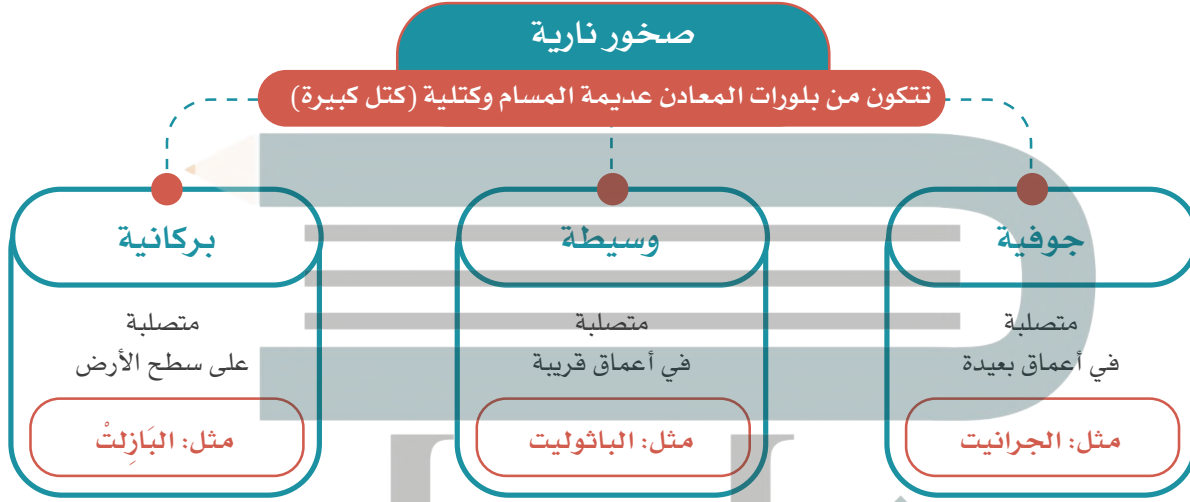 صخور نارية
تتكون من بلورات المعادن عديمة المسام وكتلية (كتل كبيرة)
جوفية
متصلبة
في أعماق بعيدة
مثل: الجرانيت
وسيطة
متصلبة
في أعماق قريبة
مثل: الباثوليت
بركانية
متصلبة
على سطح الأرض
مثل: البَازِلتْ